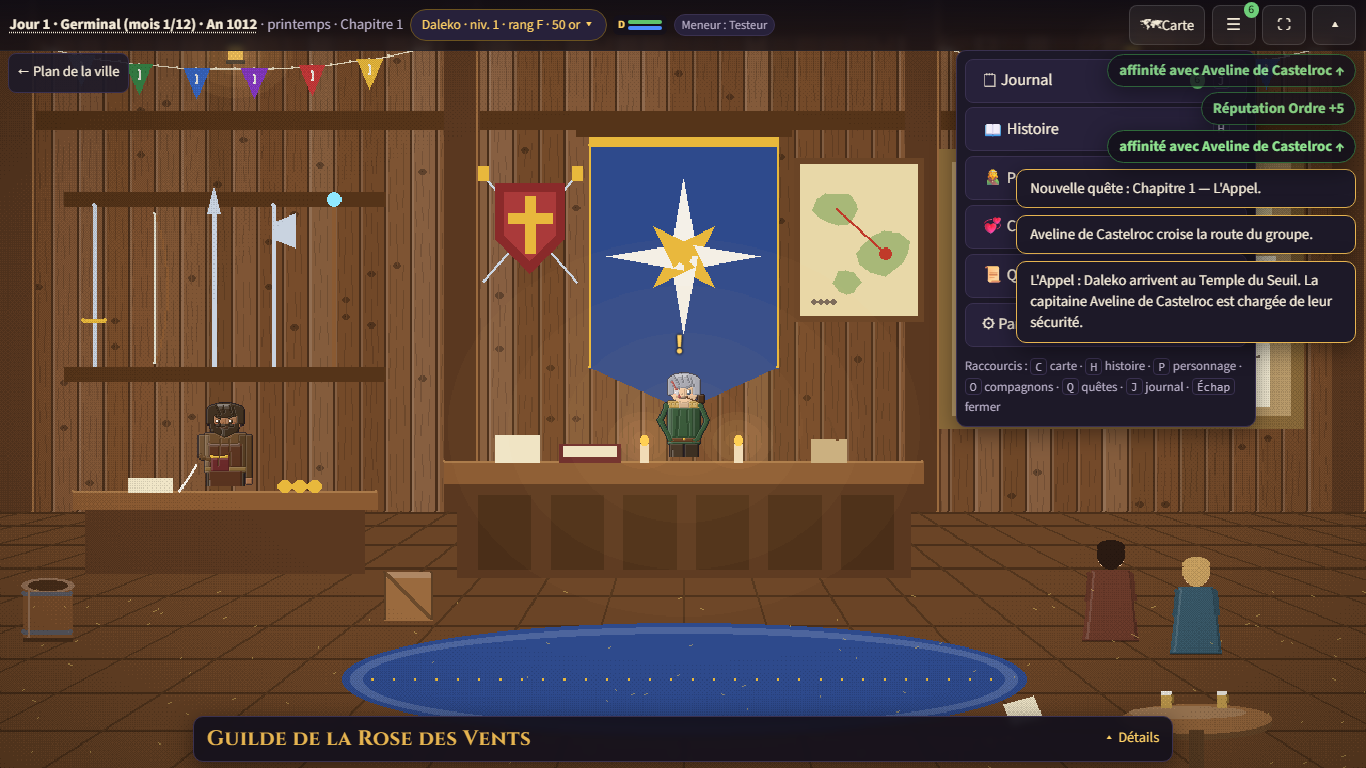 Jour 1 · Germinal (mois 1/12) · An 1012 · printemps · Chapitre 1
Daleko · niv. 1 · rang F · 50 or ▾
D
Meneur : Testeur
Carte
6
← Plan de la ville
Journal
affinité avec Aveline de Castelroc ↑
Réputation Ordre +5
Histoire
H
affinité avec Aveline de Castelroc ↑
P
Nouvelle quête : Chapitre 1 — L'Appel.
C
Aveline de Castelroc croise la route du groupe.
Q
L'Appel : Daleko arrivent au Temple du Seuil. La
capitaine Aveline de Castelroc est chargée de leur
sécurité.
Pa
Raccourcis : C carte · H histoire · P personnage ·
O compagnons · Q quêtes · J journal · Échap
fermer
!
Guilde de la Rose des Vents
▴ Détails